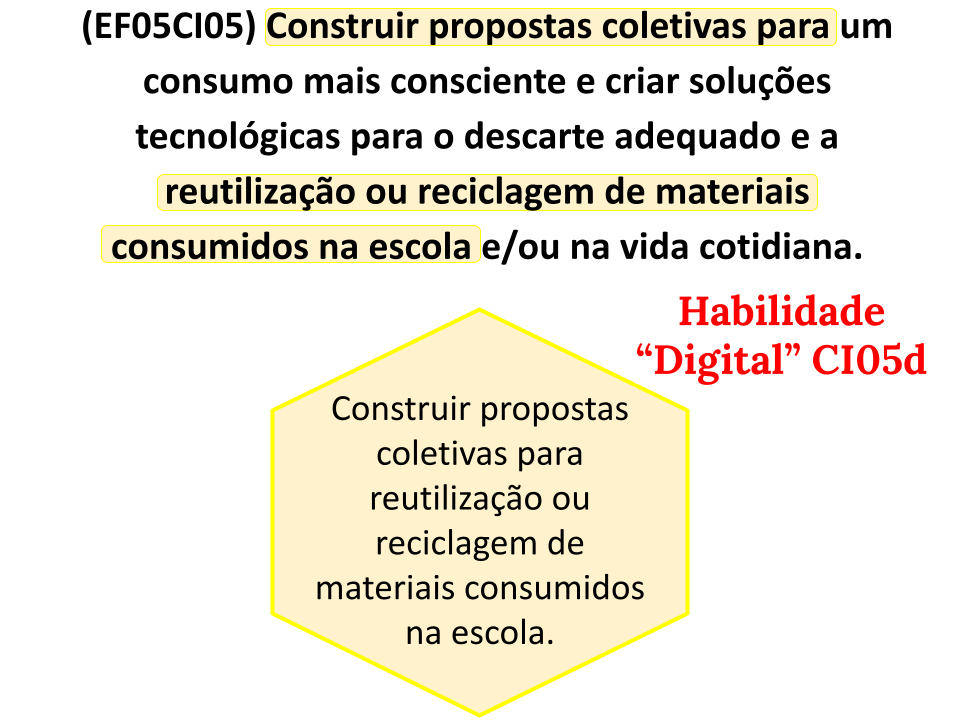 (EF05CI05) Construir propostas coletivas para um
consumo mais consciente e criar soluções
tecnológicas para o descarte adequado e a
reutilização ou reciclagem de materiais
consumidos na escola e/ou na vida cotidiana.
Habilidade
“Digital” CI05d
Construir propostas
coletivas para
reutilização ou
reciclagem de
materiais consumidos
na escola.